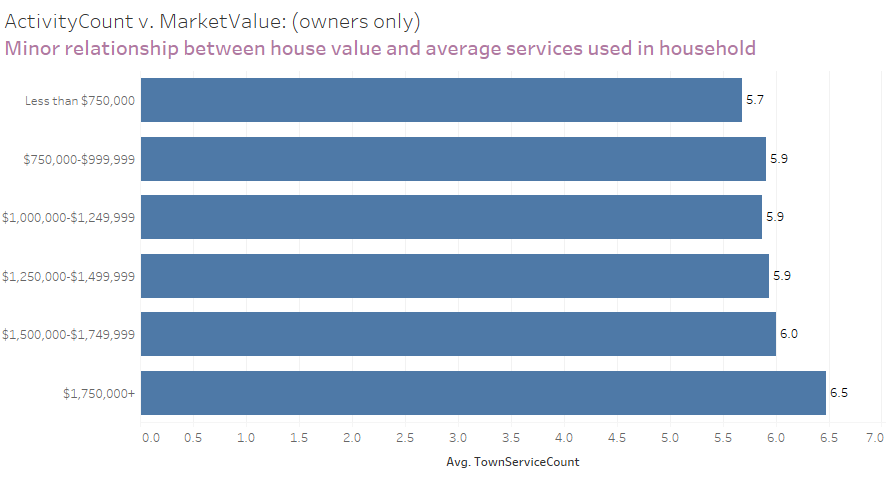 ActivityCount v. MarketValue: (owners only)
Minor relationship between house value and average services used in household
Less than $750,000 5.7
$750,000-$999,999 5.9
$1,000,000-$1,249,999 5.9
$1,250,000-$1,499,999 5.9
$1,500,000-$1,749,999 6.0
$1,750,000+ 6.5
0.0 0.5 1.0 1.5 2.0 2.5 3.0 3.5 4.0 4.5 5.0 5.5 6.0 6.5 7.0
Avg. TownServiceCount